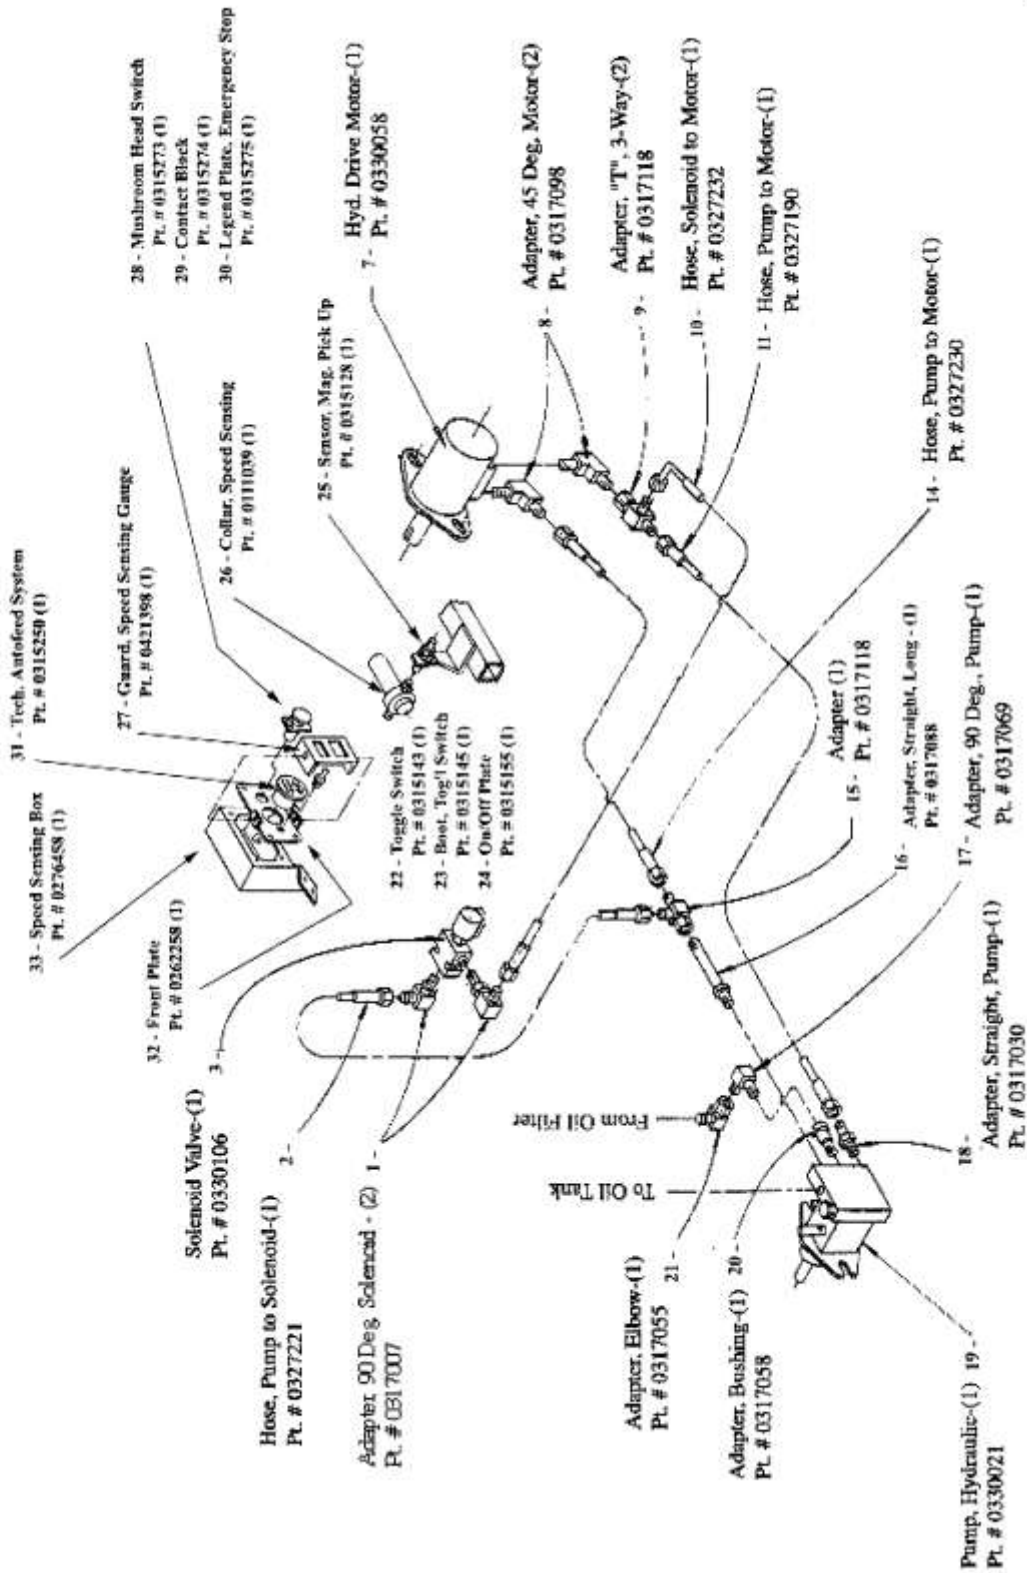 33 - Speed Sensing Box
Pt. # 0276458 (1)
31 - Tech. Autofeed System
Pt. # 0315250 (1)
27 - Guard, Speed Sensing Gauge
Pt. # 0421398 (1)
28 - Mushroom Head Switch
Pt. # 0315273 (1)
29 - Contact Block
Pt. # 0315274 (1)
30 - Legend Plate, Emergency Stop
Pt. # 0315275 (1)
26 - Collar, Speed Sensing
Pt. # 0111039 (1)
25 - Sensor, Mag. Pick Up
Pt. # 0315128 (1)
7 -
Hyd. Drive Motor-(1)
Pt. # 0330058
32 - Front Plate
Pt. # 0262258 (1)
22 - Toggle Switch
Pt. # 0315143 (1)
23 - Boot, Tog'l Switch
Pt. # 0315145 (1)
24 - On/Off Plate
Pt. # 0315155 (1)
8 -
Adapter, 45 Deg, Motor-(2)
Pt. # 0317098
9 -
Adapter, "T", 3-Way-(2)
Pt. # 0317118
10 -
Hose, Solenoid to Motor-(1)
Pt. # 0327232
11 - Hose, Pump to Motor-(1)
Pt. # 0327190
Solenoid Valve-(1)
Pt. # 0330106
3 -
Hose, Pump to Solenoid-(1)
Pt. # 0327221
2 -
Adapter, 90 Deg, Solenoid - (2)
Pt. # 0317007
1 -
14 - Hose, Pump to Motor-(1)
Pt. # 0327230
15 - Adapter (1)
Pt. # 0317118
16 -
Adapter, Straight, Long - (1)
Pt. # 0317088
17 - Adapter, 90 Deg., Pump-(1)
Pt. # 0317069
From Oil Filter
To Oil Tank
Adapter, Elbow-(1)
Pt. # 0317055
21 -
Adapter, Bushing-(1)
Pt. # 0317058
20 -
18 -
Adapter, Straight, Pump-(1)
Pt. # 0317030
Pump, Hydraulic-(1)
Pt. # 0330021
19 -